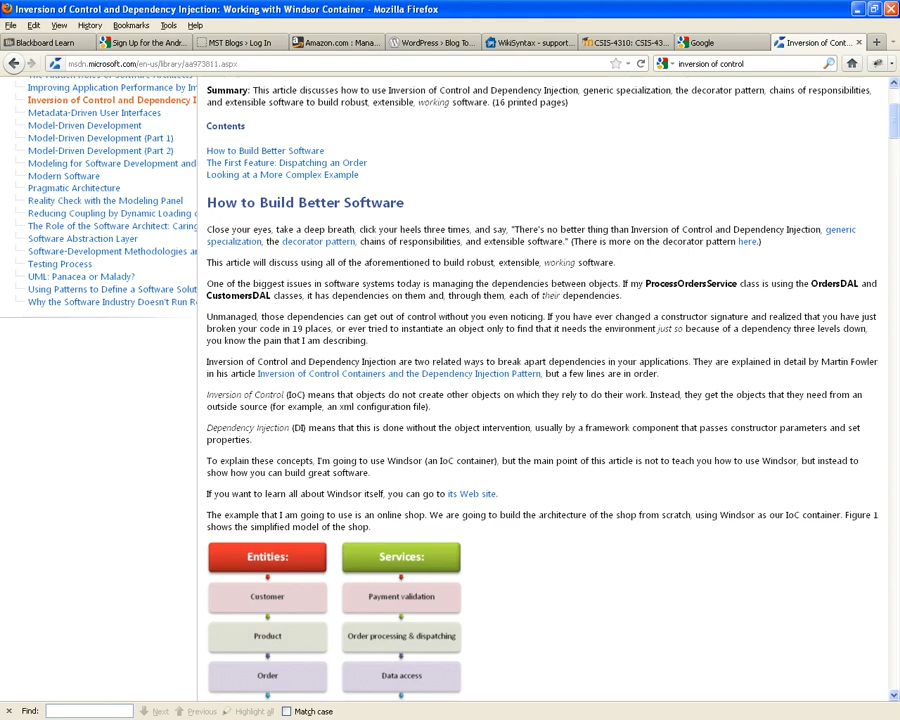 Inversion of Control and Dependency Injection: Working with Windsor Container - Mozilla Firefox
File Edit View History Bookmarks Tools Help
Blackboard Learn
Sign Up for the Andr...
MST Blogs > Log In
Amazon.com : Mana...
WordPress › Blog To...
WikiSyntax - support...
CSIS-4310: CSIS-43...
Google
Inversion of Cont...
msdn.microsoft.com/en-us/library/aa973811.aspx
inversion of control
The Hidden Roles of Software Architects
Improving Application Performance by Im
Inversion of Control and Dependency I
Metadata-Driven User Interfaces
Model-Driven Development
Model-Driven Development (Part 1)
Model-Driven Development (Part 2)
Modeling for Software Development and
Modern Software
Pragmatic Architecture
Reality Check with the Modeling Panel
Reducing Coupling by Dynamic Loading o
The Role of the Software Architect: Caring
Software Abstraction Layer
Software-Development Methodologies an
Testing Process
UML: Panacea or Malady?
Using Patterns to Define a Software Solut
Why the Software Industry Doesn't Run R
Summary: This article discusses how to use Inversion of Control and Dependency Injection, generic specialization, the decorator pattern, chains of responsibilities,
and extensible software to build robust, extensible, working software. (16 printed pages)
Contents
How to Build Better Software
The First Feature: Dispatching an Order
Looking at a More Complex Example
How to Build Better Software
Close your eyes, take a deep breath, click your heels three times, and say, "There's no better thing than Inversion of Control and Dependency Injection, generic
specialization, the decorator pattern, chains of responsibilities, and extensible software." (There is more on the decorator pattern here.)
This article will discuss using all of the aforementioned to build robust, extensible, working software.
One of the biggest issues in software systems today is managing the dependencies between objects. If my ProcessOrdersService class is using the OrdersDAL and
CustomersDAL classes, it has dependencies on them and, through them, each of their dependencies.
Unmanaged, those dependencies can get out of control without you even noticing. If you have ever changed a constructor signature and realized that you have just
broken your code in 19 places, or ever tried to instantiate an object only to find that it needs the environment just so because of a dependency three levels down,
you know the pain that I am describing.
Inversion of Control and Dependency Injection are two related ways to break apart dependencies in your applications. They are explained in detail by Martin Fowler
in his article Inversion of Control Containers and the Dependency Injection Pattern, but a few lines are in order.
Inversion of Control (IoC) means that objects do not create other objects on which they rely to do their work. Instead, they get the objects that they need from an
outside source (for example, an xml configuration file).
Dependency Injection (DI) means that this is done without the object intervention, usually by a framework component that passes constructor parameters and set
properties.
To explain these concepts, I'm going to use Windsor (an IoC container), but the main point of this article is not to teach you how to use Windsor, but instead to
show how you can build great software.
If you want to learn all about Windsor itself, you can go to its Web site.
The example that I am going to use is an online shop. We are going to build the architecture of the shop from scratch, using Windsor as our IoC container. Figure 1
shows the simplified model of the shop.
Entities: Services:
Customer Payment validation
Product Order processing & dispatching
Order Data access
Find: Next Previous Highlight all Match case